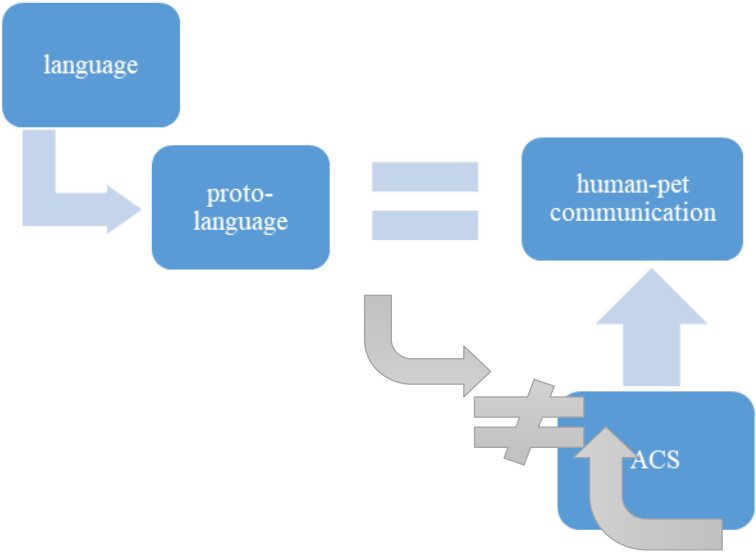 language
proto-
language
human-pet
communication
ACS